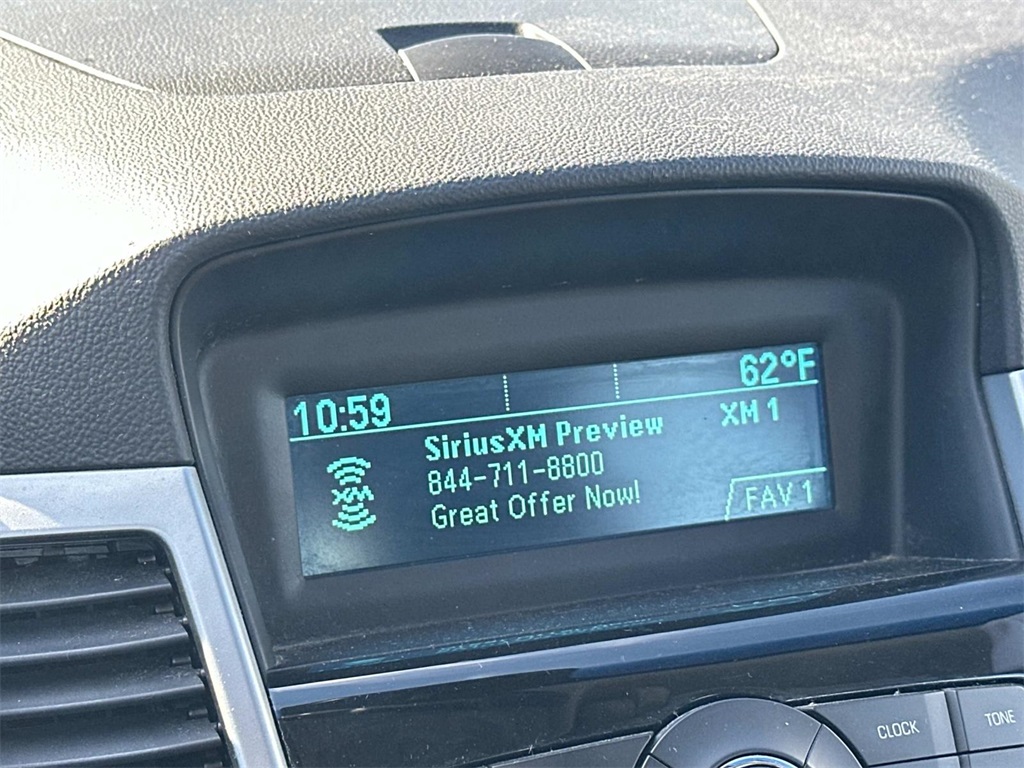 10:59 62°F
SiriusXM Preview XM 1
844-711-8800
XM
Great Offer Now!
FAV 1
CLOCK TONE